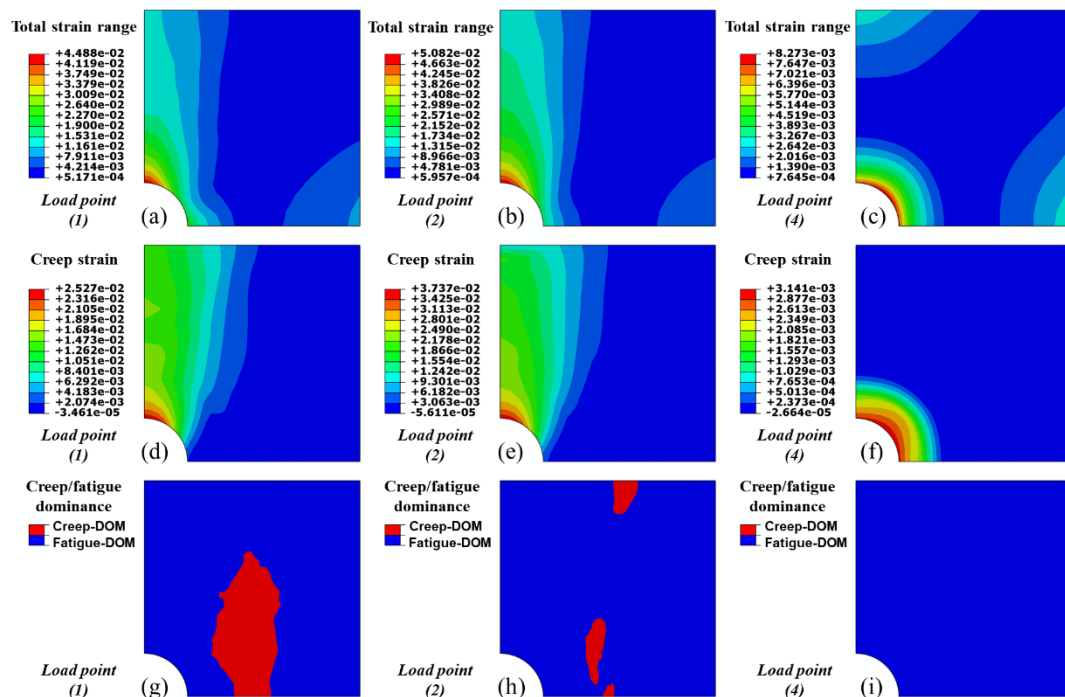 Total strain range
+4.488e-02
+4.119e-02
+3.749e-02
+3.379e-02
+3.009e-02
+2.640e-02
+2.270e-02
+1.900e-02
+1.531e-02
+1.161e-02
+7.911e-03
+4.214e-03
+5.171e-04
Load point
(1)
(a)
Total strain range
+5.082e-02
+4.663e-02
+4.245e-02
+3.826e-02
+3.408e-02
+2.989e-02
+2.571e-02
+2.152e-02
+1.734e-02
+1.315e-02
+8.966e-03
+4.781e-03
+5.957e-04
Load point
(2)
(b)
Total strain range
+8.273e-03
+7.647e-03
+7.021e-03
+6.396e-03
+5.770e-03
+5.144e-03
+4.519e-03
+3.893e-03
+3.267e-03
+2.642e-03
+2.016e-03
+1.390e-03
+7.645e-04
Load point
(4)
(c)
Creep strain
+2.527e-02
+2.316e-02
+2.105e-02
+1.895e-02
+1.684e-02
+1.473e-02
+1.262e-02
+1.051e-02
+8.401e-03
+6.292e-03
+4.183e-03
+2.074e-03
-3.461e-05
Load point
(1)
(d)
Creep strain
+3.737e-02
+3.425e-02
+3.113e-02
+2.801e-02
+2.490e-02
+2.178e-02
+1.866e-02
+1.554e-02
+1.242e-02
+9.301e-03
+6.182e-03
+3.063e-03
-5.611e-05
Load point
(2)
(e)
Creep strain
+3.141e-03
+2.877e-03
+2.613e-03
+2.349e-03
+2.085e-03
+1.821e-03
+1.557e-03
+1.293e-03
+1.029e-03
+7.653e-04
+5.013e-04
+2.373e-04
-2.664e-05
Load point
(4)
(f)
Creep/fatigue
dominance
Creep-DOM
Fatigue-DOM
Load point
(1)
(g)
Creep/fatigue
dominance
Creep-DOM
Fatigue-DOM
Load point
(2)
(h)
Creep/fatigue
dominance
Creep-DOM
Fatigue-DOM
Load point
(4)
(i)